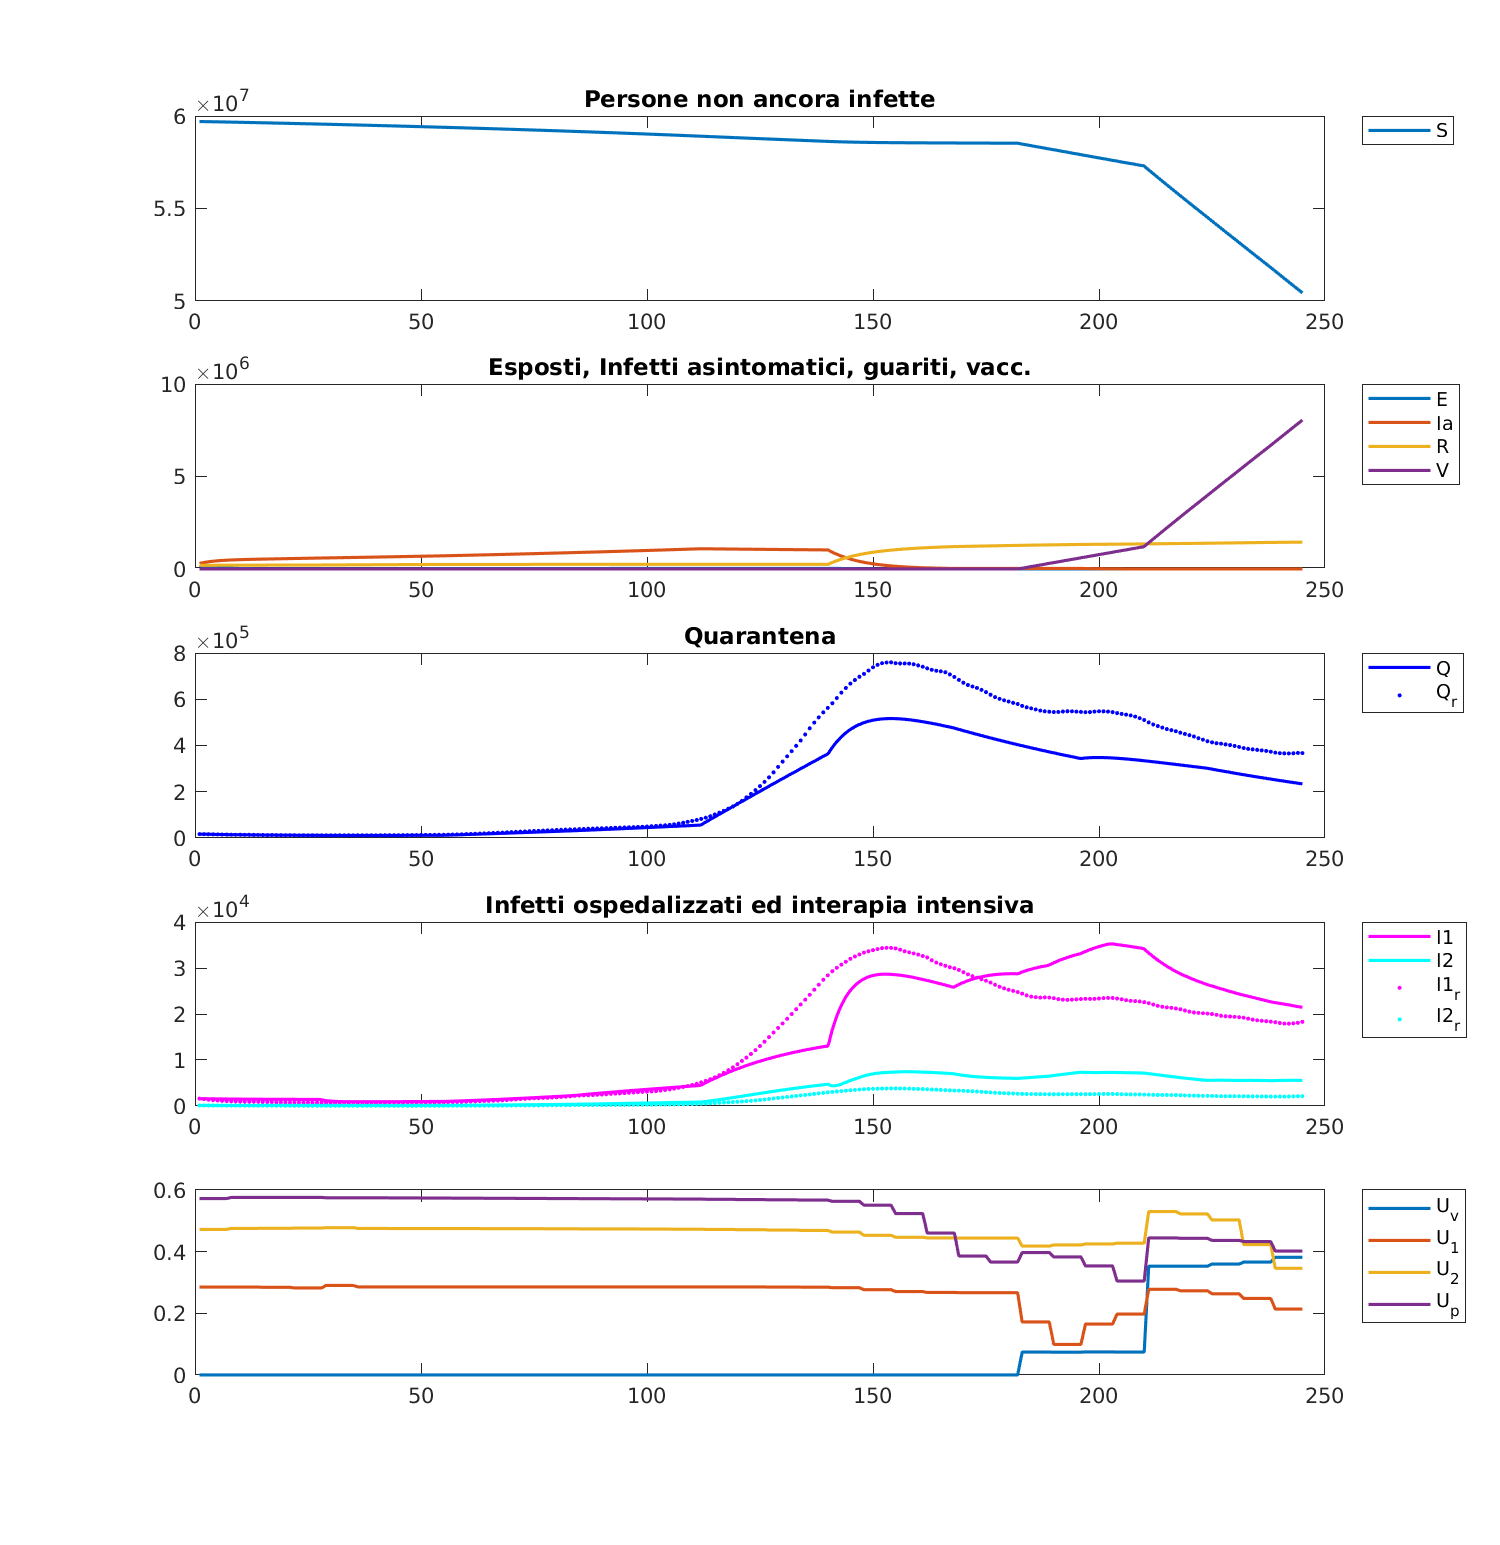 Persone non ancora infette
×10^7
6
5.5
5
0 50 100 150 200 250
S
Esposti, Infetti asintomatici, guariti, vacc.
×10^6
10
5
0
0 50 100 150 200 250
E
Ia
R
V
Quarantena
×10^5
8
6
4
2
0
0 50 100 150 200 250
Q
Q_r
Infetti ospedalizzati ed interapia intensiva
×10^4
4
3
2
1
0
0 50 100 150 200 250
I1
I2
I1_r
I2_r
0.6
0.4
0.2
0
0 50 100 150 200 250
U_v
U_1
U_2
U_p